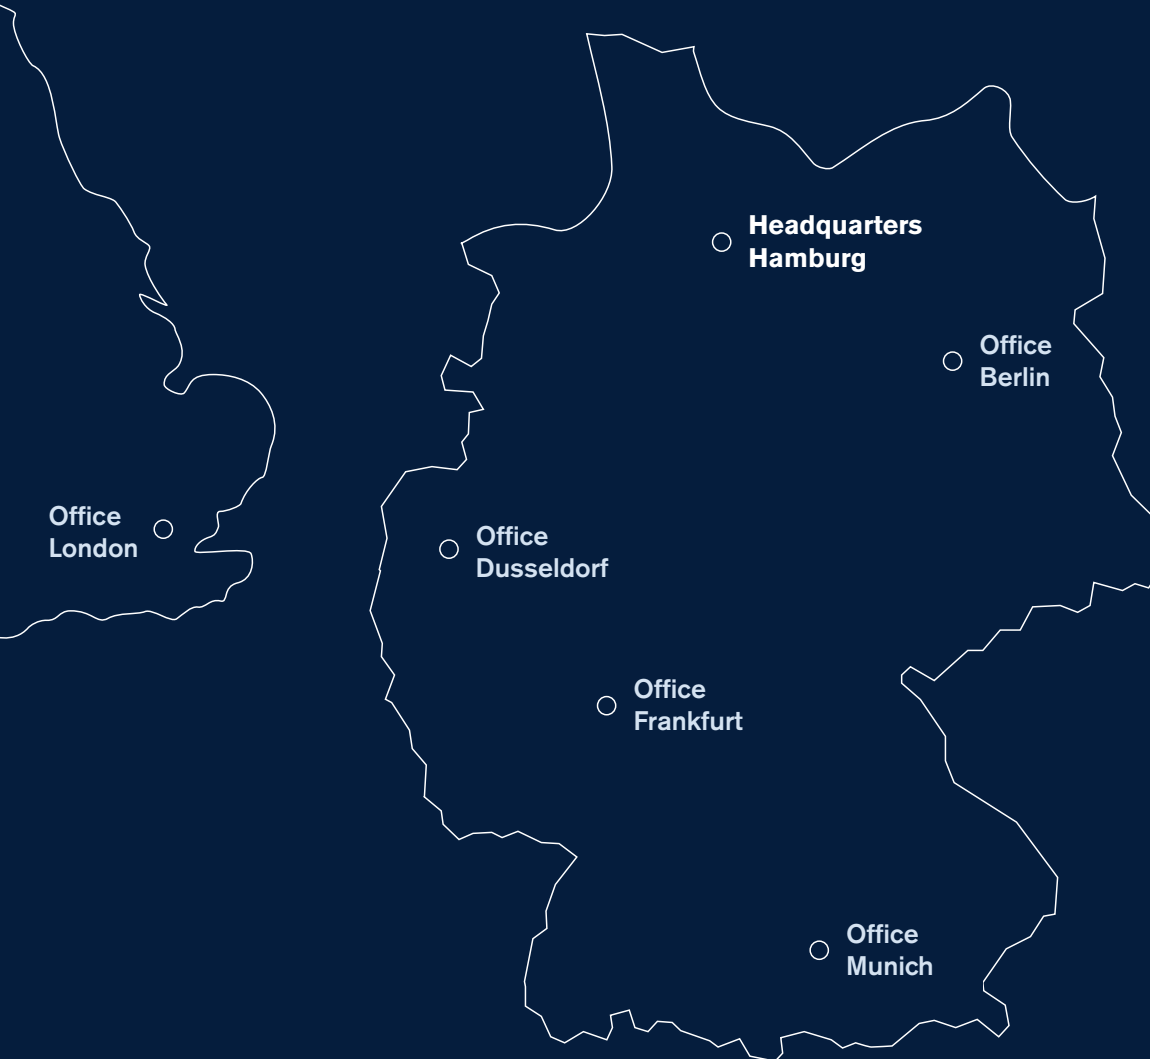 Headquarters
Hamburg
Office
Berlin
Office
London
Office
Dusseldorf
Office
Frankfurt
Office
Munich